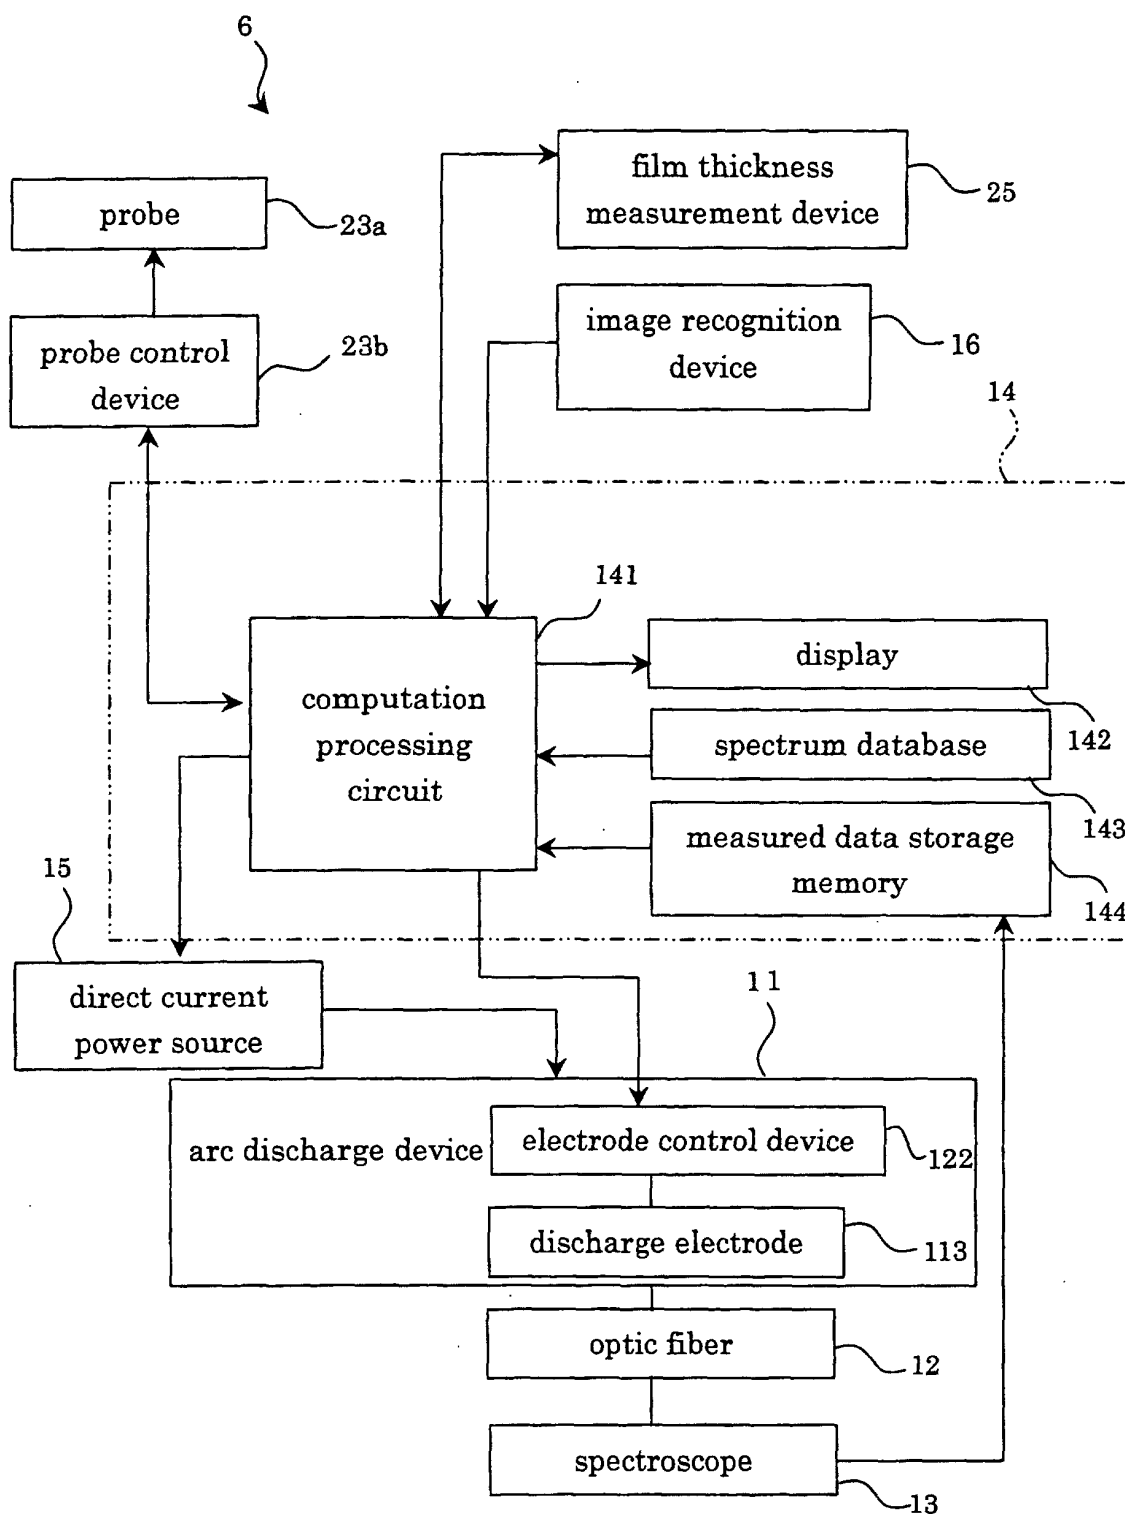 6
film thickness
measurement device
25
probe
23a
image recognition
device
16
probe control
device
23b
14
141
computation
processing
circuit
display
142
spectrum database
143
measured data storage
memory
144
15
direct current
power source
11
arc discharge device
electrode control device
122
discharge electrode
113
optic fiber
12
spectroscope
13